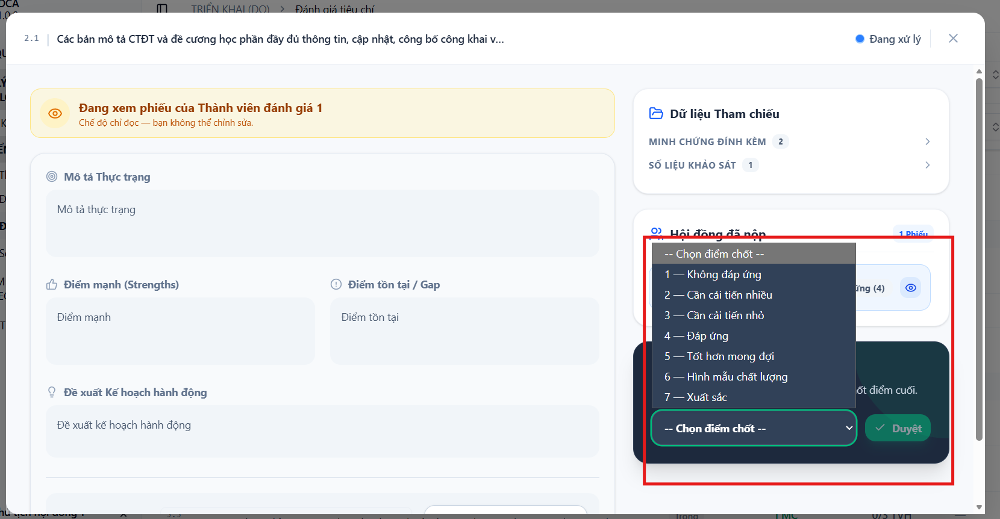 TRIỂN KHAI (DO) > Đánh giá tiêu chí
2.1 | Các bản mô tả CTĐT và đề cương học phần đầy đủ thông tin, cập nhật, công bố công khai v...
Đang xử lý
Đang xem phiếu của Thành viên đánh giá 1
Chế độ chỉ đọc — bạn không thể chỉnh sửa.
Mô tả Thực trạng
Mô tả thực trạng
Điểm mạnh (Strengths)
Điểm mạnh
Điểm tồn tại / Gap
Điểm tồn tại
Đề xuất Kế hoạch hành động
Đề xuất kế hoạch hành động
Dữ liệu Tham chiếu
MINH CHỨNG ĐÍNH KÈM 2
SỐ LIỆU KHẢO SÁT 1
Hội đồng đã nộp
1 Phiếu
-- Chọn điểm chốt --
1 — Không đáp ứng
2 — Cần cải tiến nhiều
3 — Cần cải tiến nhỏ
4 — Đáp ứng
5 — Tốt hơn mong đợi
6 — Hình mẫu chất lượng
7 — Xuất sắc
ứng (4)
điểm cuối.
-- Chọn điểm chốt --
Duyệt